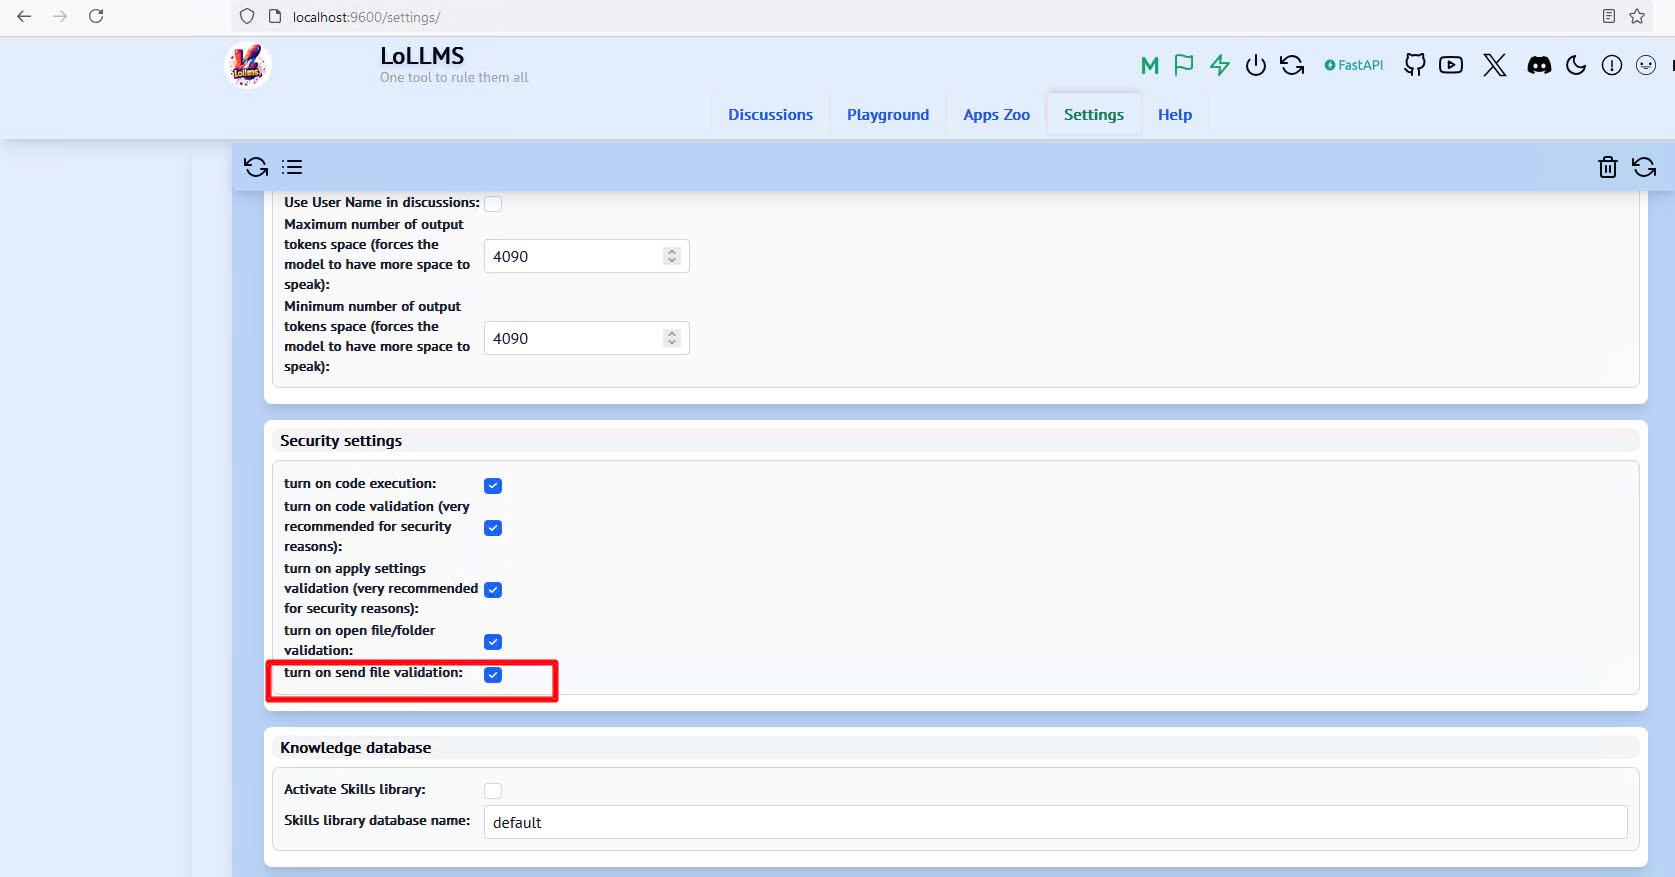 localhost:9600/settings/
Lollms
LoLLMS
One tool to rule them all
M
FastAPI
Discussions
Playground
Apps Zoo
Settings
Help
Use User Name in discussions:
Maximum number of output
tokens space (forces the
model to have more space to
speak):
4090
Minimum number of output
tokens space (forces the
model to have more space to
speak):
4090
Security settings
turn on code execution:
turn on code validation (very
recommended for security
reasons):
turn on apply settings
validation (very recommended
for security reasons):
turn on open file/folder
validation:
turn on send file validation:
Knowledge database
Activate Skills library:
Skills library database name:
default